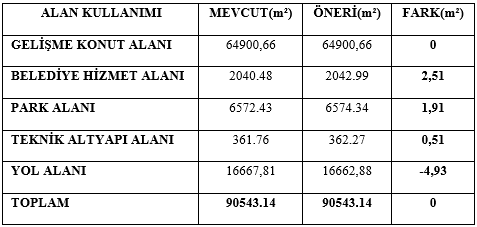 ALAN KULLANIMI MEVCUT(m²) ÖNERİ(m²) FARK(m²)
GELİŞME KONUT ALANI 64900,66 64900,66 0
BELEDİYE HİZMET ALANI 2040.48 2042.99 2,51
PARK ALANI 6572.43 6574.34 1,91
TEKNİK ALTYAPI ALANI 361.76 362.27 0,51
YOL ALANI 16667,81 16662,88 -4,93
TOPLAM 90543.14 90543.14 0